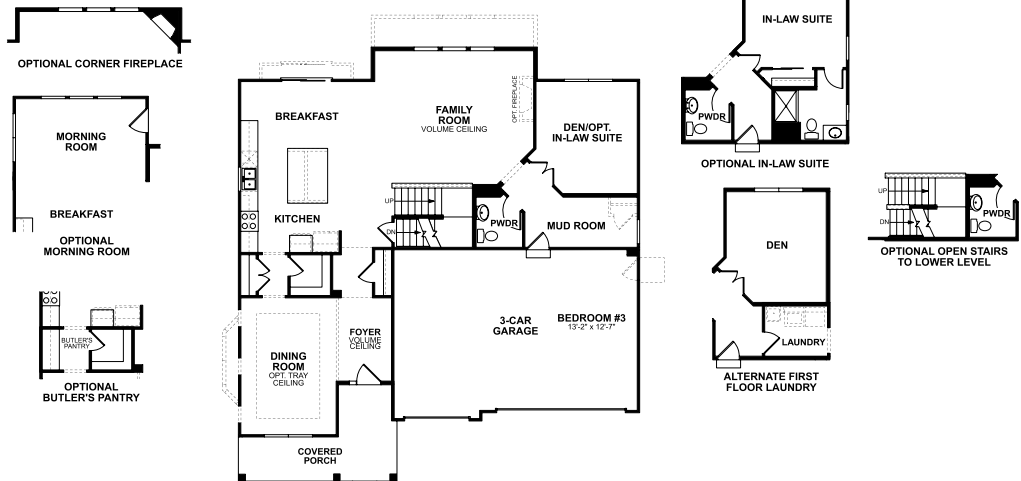 OPTIONAL CORNER FIREPLACE
MORNING
ROOM
BREAKFAST
OPTIONAL
MORNING ROOM
BUTLER'S
PANTRY
OPTIONAL
BUTLER'S PANTRY
BREAKFAST
FAMILY
ROOM
VOLUME CEILING
OPT. FIREPLACE
DEN/OPT.
IN-LAW SUITE
KITCHEN
UP
DN
PWDR
MUD ROOM
3-CAR
GARAGE
BEDROOM #3
13'-2" x 12'-7"
FOYER
VOLUME
CEILING
DINING
ROOM
OPT. TRAY
CEILING
COVERED
PORCH
IN-LAW SUITE
PWDR
OPTIONAL IN-LAW SUITE
DEN
LAUNDRY
ALTERNATE FIRST
FLOOR LAUNDRY
UP
DN
PWDR
OPTIONAL OPEN STAIRS
TO LOWER LEVEL